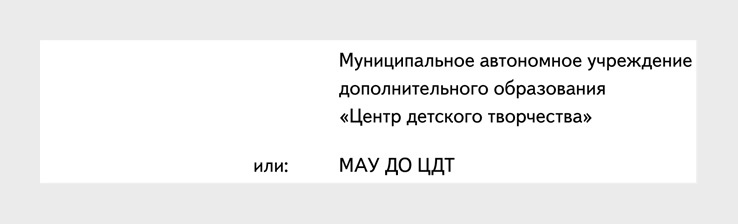 Муниципальное автономное учреждение
дополнительного образования
«Центр детского творчества»
или: МАУ ДО ЦДТ